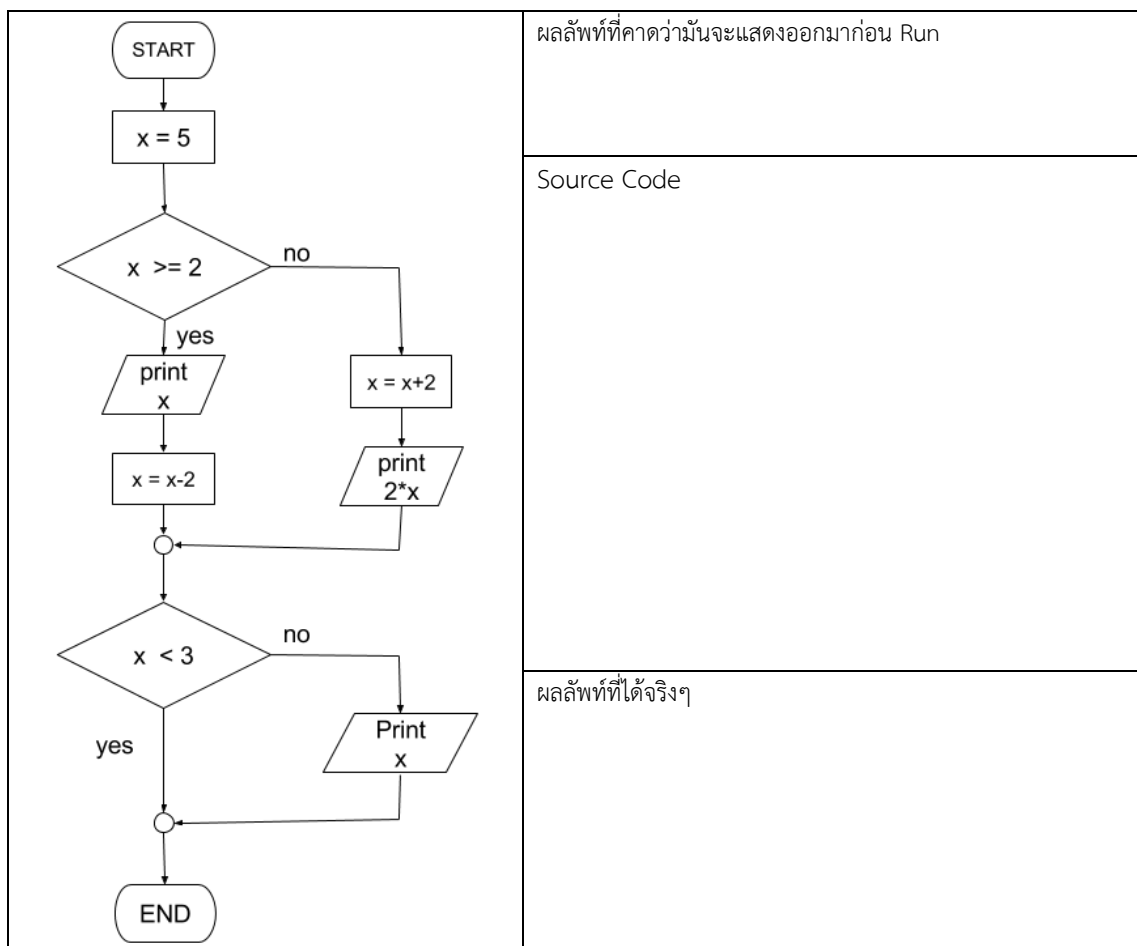 START
x = 5
x >= 2
no
yes
print
x
x = x+2
x = x-2
print
2*x
x < 3
no
yes
Print
x
END
ผลลัพท์ที่คาดว่ามันจะแสดงออกมาก่อน Run
Source Code
ผลลัพท์ที่ได้จริงๆ